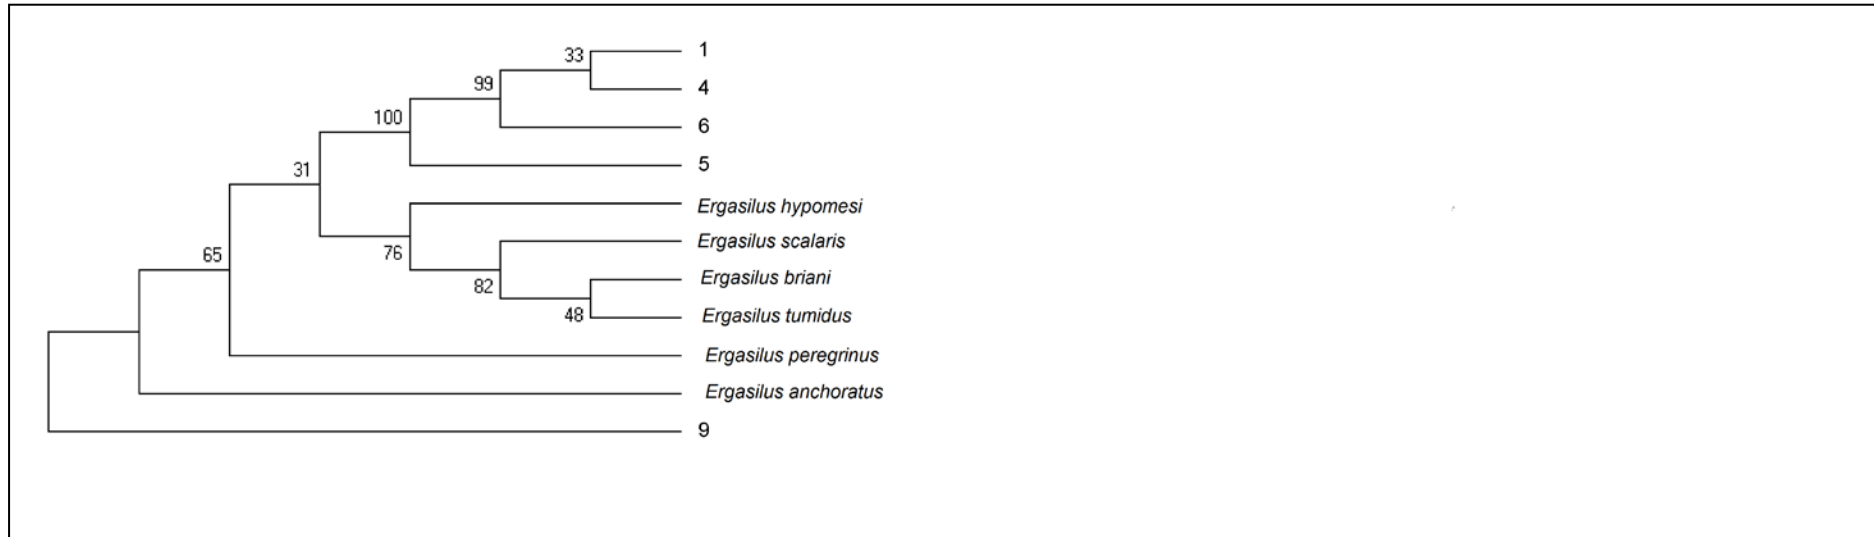 33
1
99
4
100
6
31
5
Ergasilus hypomesi
65
76
Ergasilus scalaris
82
Ergasilus briani
48
Ergasilus tumidus
Ergasilus peregrinus
Ergasilus anchoratus
9